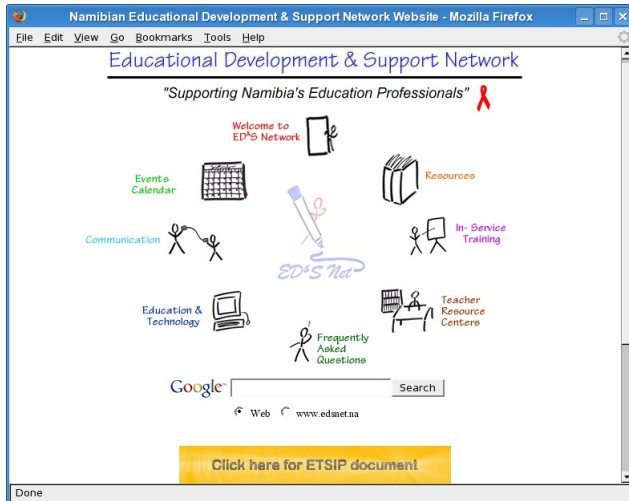 Namibian Educational Development & Support Network Website - Mozilla Firefox
File Edit View Go Bookmarks Tools Help
Educational Development & Support Network
"Supporting Namibia's Education Professionals"
Welcome to
ED&S Network
Events
Calendar
Resources
Communication
In- Service
Training
ED&S Net
Education &
Technology
Teacher
Resource
Centers
Frequently
Asked
Questions
Google Search
Web www.edsnet.na
Click here for ETSIP document
Done